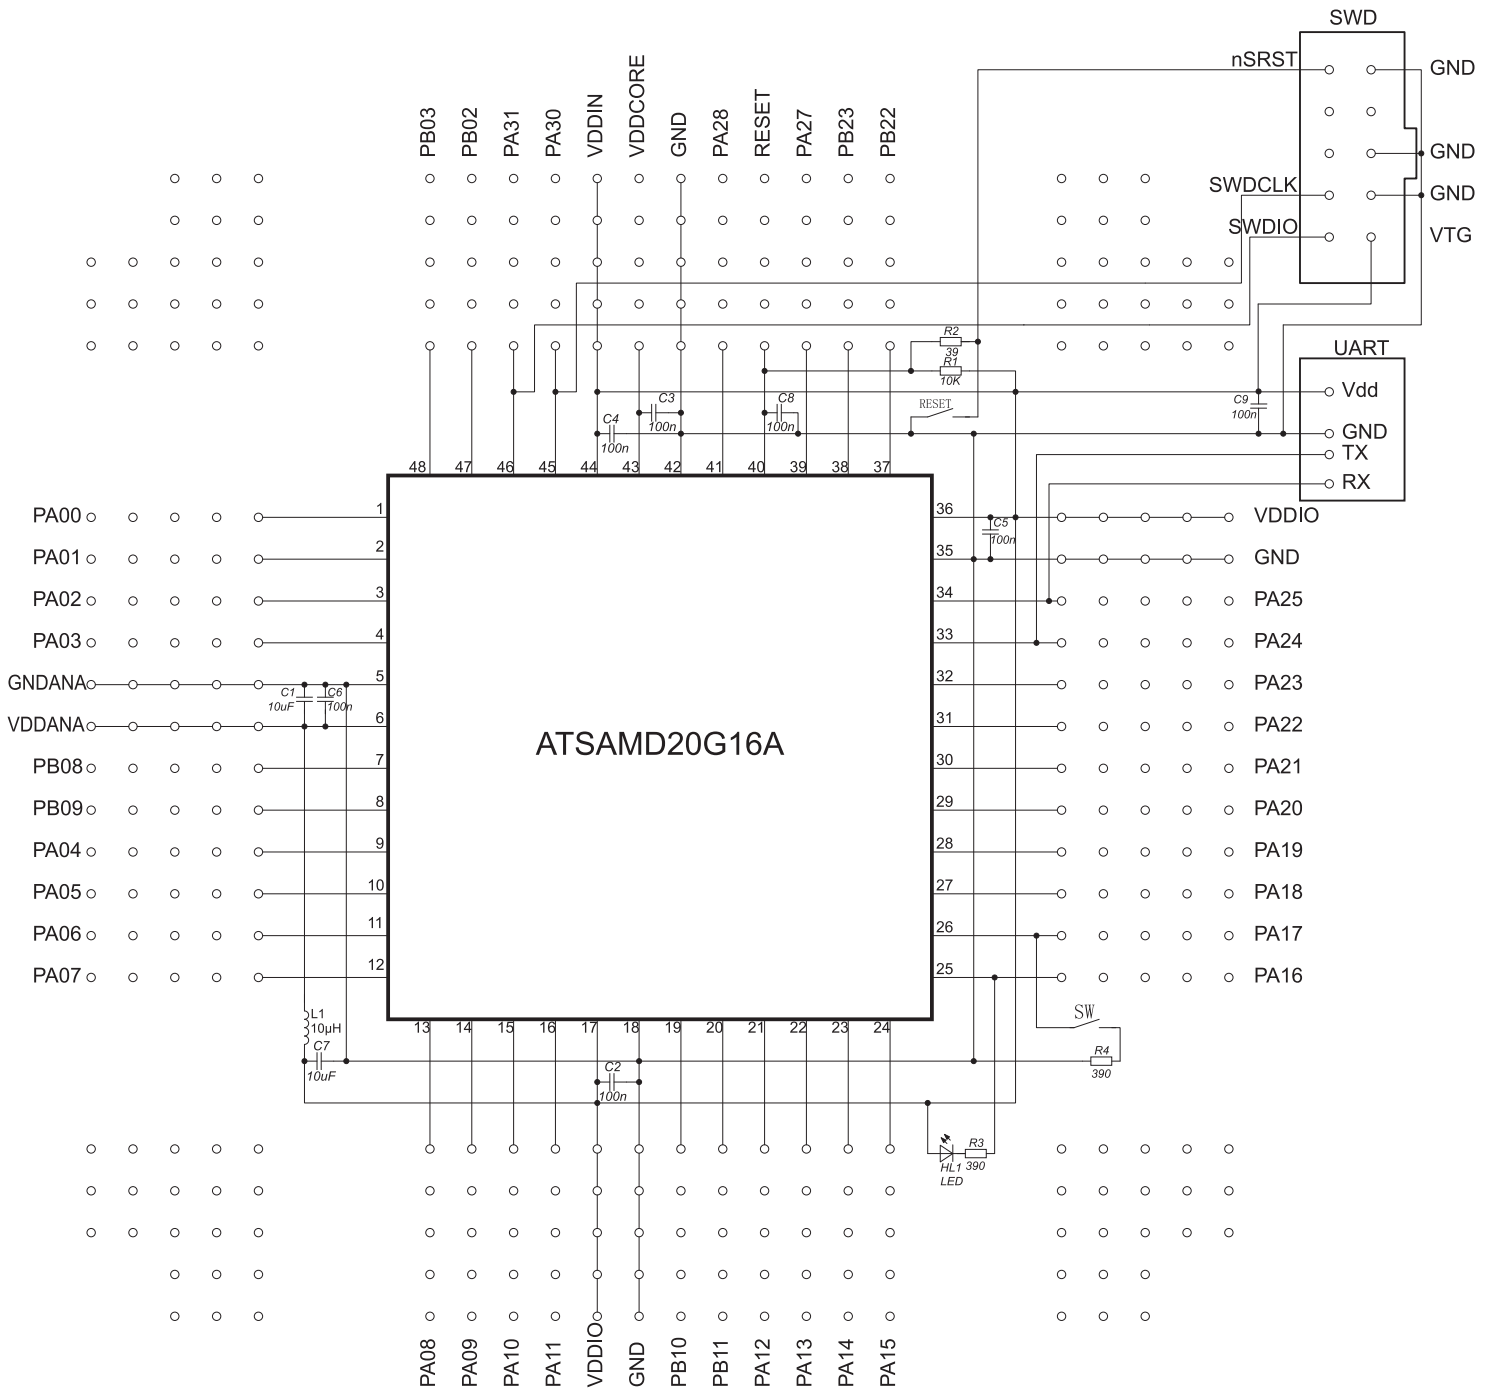 SWD
nSRST
GND
GND
SWDCLK
GND
SWDIO
VTG
PB03
PB02
PA31
PA30
VDDIN
VDDCORE
GND
PA28
RESET
PA27
PB23
PB22
R2
39
R1
10K
UART
Vdd
GND
TX
RX
C9
100n
RESET
C3
100n
C4
100n
C8
100n
48
47
46
45
44
43
42
41
40
39
38
37
PA00
1
PA01
2
PA02
3
PA03
4
GNDANA
5
VDDANA
6
PB08
7
PB09
8
PA04
9
PA05
10
PA06
11
PA07
12
C1
10uF
C6
100n
ATSAMD20G16A
36
VDDIO
C5
100n
35
GND
34
PA25
33
PA24
32
PA23
31
PA22
30
PA21
29
PA20
28
PA19
27
PA18
26
PA17
25
PA16
L1
10µH
C7
10uF
13
14
15
16
17
18
19
20
21
22
23
24
C2
100n
SW
R4
390
HL1
LED
R3
390
PA08
PA09
PA10
PA11
VDDIO
GND
PB10
PB11
PA12
PA13
PA14
PA15